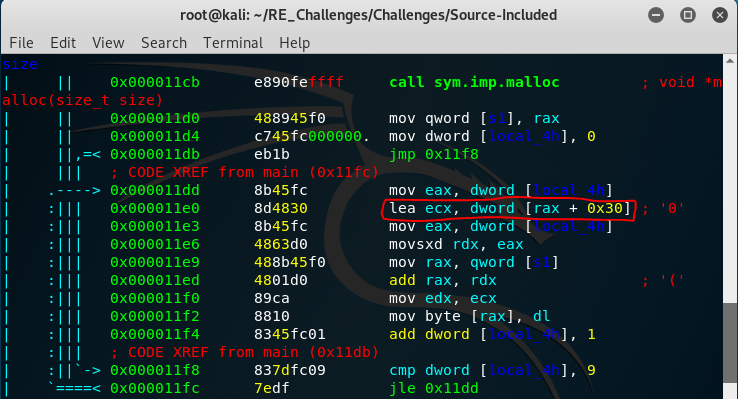 root@kali: ~/RE_Challenges/Challenges/Source-Included
File Edit View Search Terminal Help
size
| || 0x000011cb e890feffff call sym.imp.malloc ; void *m
alloc(size_t size)
| || 0x000011d0 488945f0 mov qword [s1], rax
| || 0x000011d4 c745fc000000. mov dword [local_4h], 0
| ||,=< 0x000011db eb1b jmp 0x11f8
| ||| ; CODE XREF from main (0x11fc)
| .----> 0x000011dd 8b45fc mov eax, dword [local_4h]
| :||| 0x000011e0 8d4830 lea ecx, dword [rax + 0x30] ; '0'
| :||| 0x000011e3 8b45fc mov eax, dword [local_4h]
| :||| 0x000011e6 4863d0 movsxd rdx, eax
| :||| 0x000011e9 488b45f0 mov rax, qword [s1]
| :||| 0x000011ed 4801d0 add rax, rdx ; '('
| :||| 0x000011f0 89ca mov edx, ecx
| :||| 0x000011f2 8810 mov byte [rax], dl
| :||| 0x000011f4 8345fc01 add dword [local_4h], 1
| :||| ; CODE XREF from main (0x11db)
| :||`-> 0x000011f8 837dfc09 cmp dword [local_4h], 9
| `====< 0x000011fc 7edf jle 0x11dd